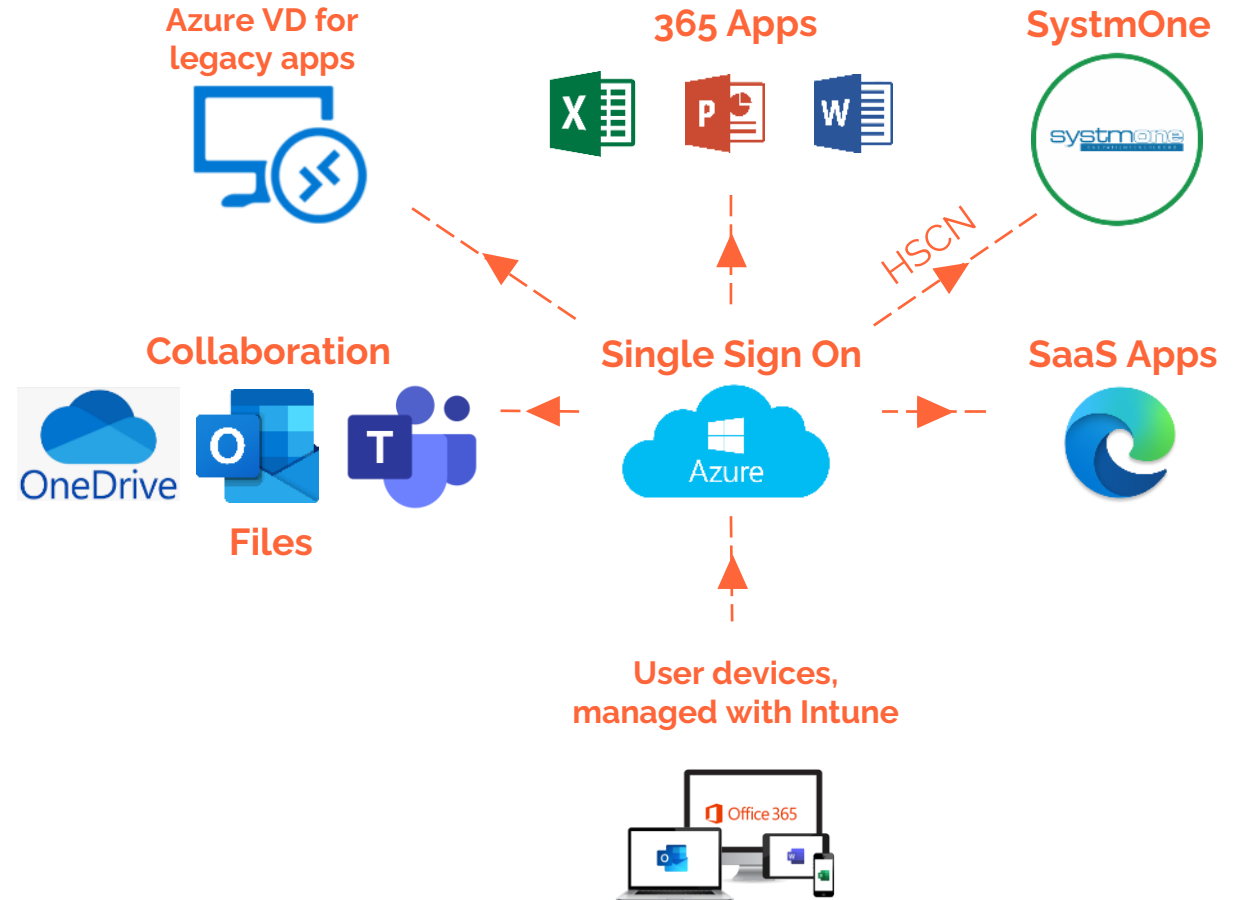 Azure VD for
legacy apps
365 Apps
SystmOne
X
P
W
systmone
HSCN
Collaboration
Single Sign On
SaaS Apps
OneDrive
O
T
Azure
Files
User devices,
managed with Intune
Office 365
O
W